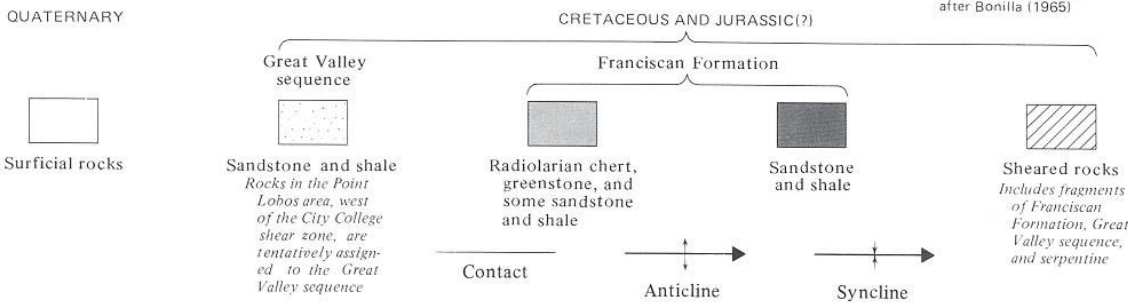 after Bonilla (1965)
QUATERNARY
CRETACEOUS AND JURASSIC(?)
Great Valley
sequence
Franciscan Formation
Surficial rocks
Sandstone and shale
Rocks in the Point
Lobos area, west
of the City College
shear zone, are
tentatively assign-
ed to the Great
Valley sequence
Radiolarian chert,
greenstone, and
some sandstone
and shale
Sandstone
and shale
Sheared rocks
Includes fragments
of Franciscan
Formation, Great
Valley sequence,
and serpentine
Contact
Anticline
Syncline